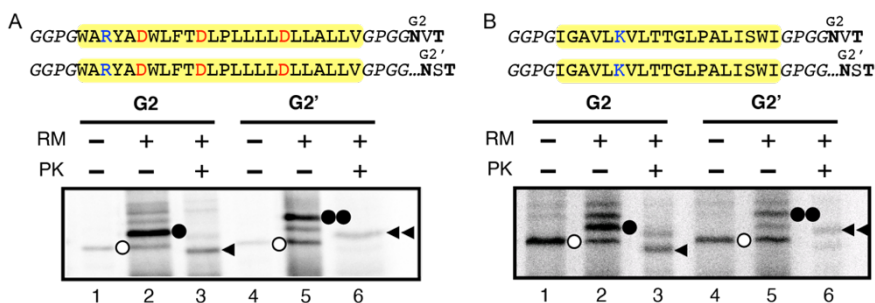 A
G2
GGPGWARYADWLFTDLPLLLLDLLALLVGPGGNVT
G2'
GGPGWARYADWLFTDLPLLLLDLLALLVGPGG...NST
G2 G2'
RM − + + − + +
PK − − + − − +
1 2 3 4 5 6
B
G2
GGPGIGAVLKVLTTGLPALISWIGPGGNVT
G2'
GGPGIGAVLKVLTTGLPALISWIGPGG...NST
G2 G2'
RM − + + − + +
PK − − + − − +
1 2 3 4 5 6